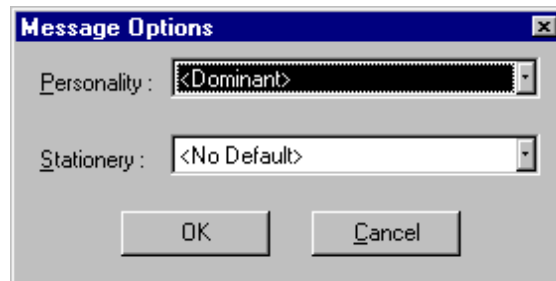 Message Options
Personality : <Dominant>
Stationery : <No Default>
OK Cancel